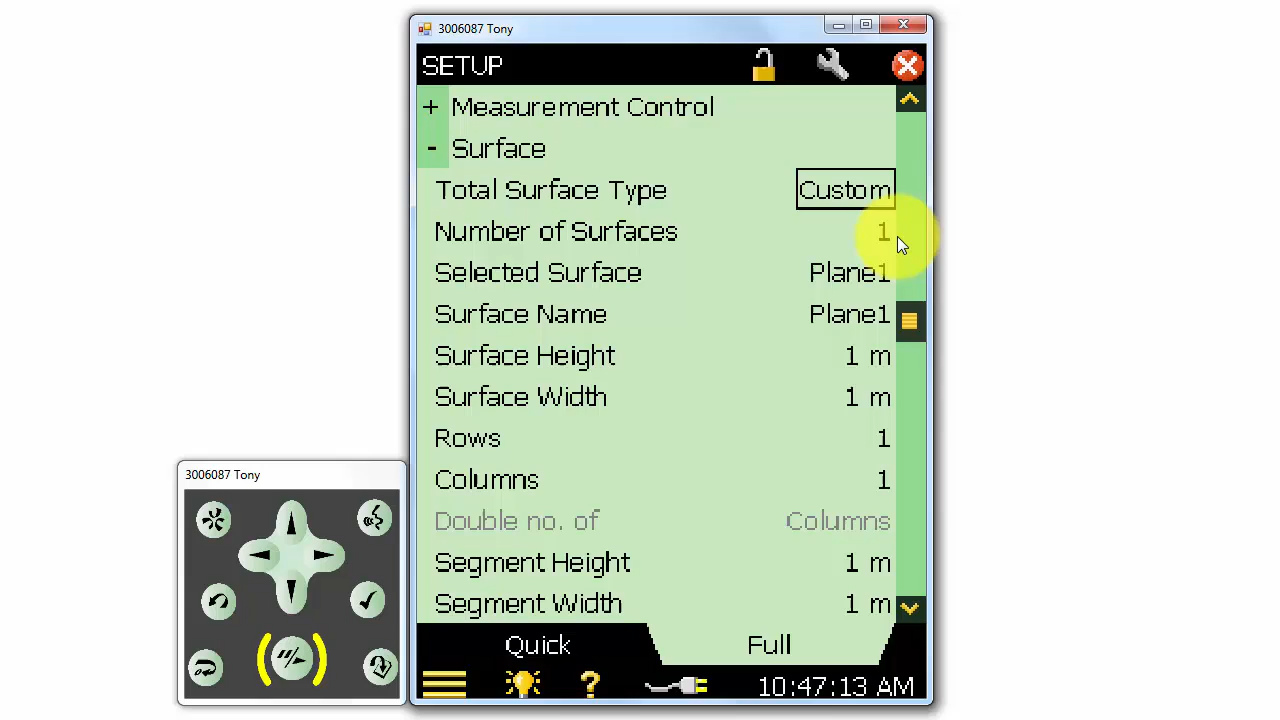 3006087 Tony
SETUP
+ Measurement Control
- Surface
Total Surface Type Custom
Number of Surfaces 1
Selected Surface Plane1
Surface Name Plane1
Surface Height 1 m
Surface Width 1 m
Rows 1
Columns 1
Double no. of Columns
Segment Height 1 m
Segment Width 1 m
Quick Full
? 10:47:13 AM
3006087 Tony